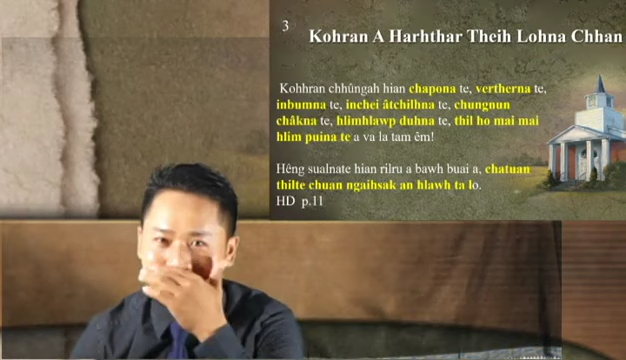 3
Kohran A Harhthar Theih Lohna Chhan
Kohhran chhûngah hian chapona te, vertherna te,
inbumna te, inchei âtchilhna te, chungnun
châkna te, hlimhlawp duhna te, thil ho mai mai
hlim puina te a va la tam êm!
Hêng sualnate hian rilru a bawh buai a, chatuan
thilte chuan ngaihsak an hlawh ta lo.
HD p.11